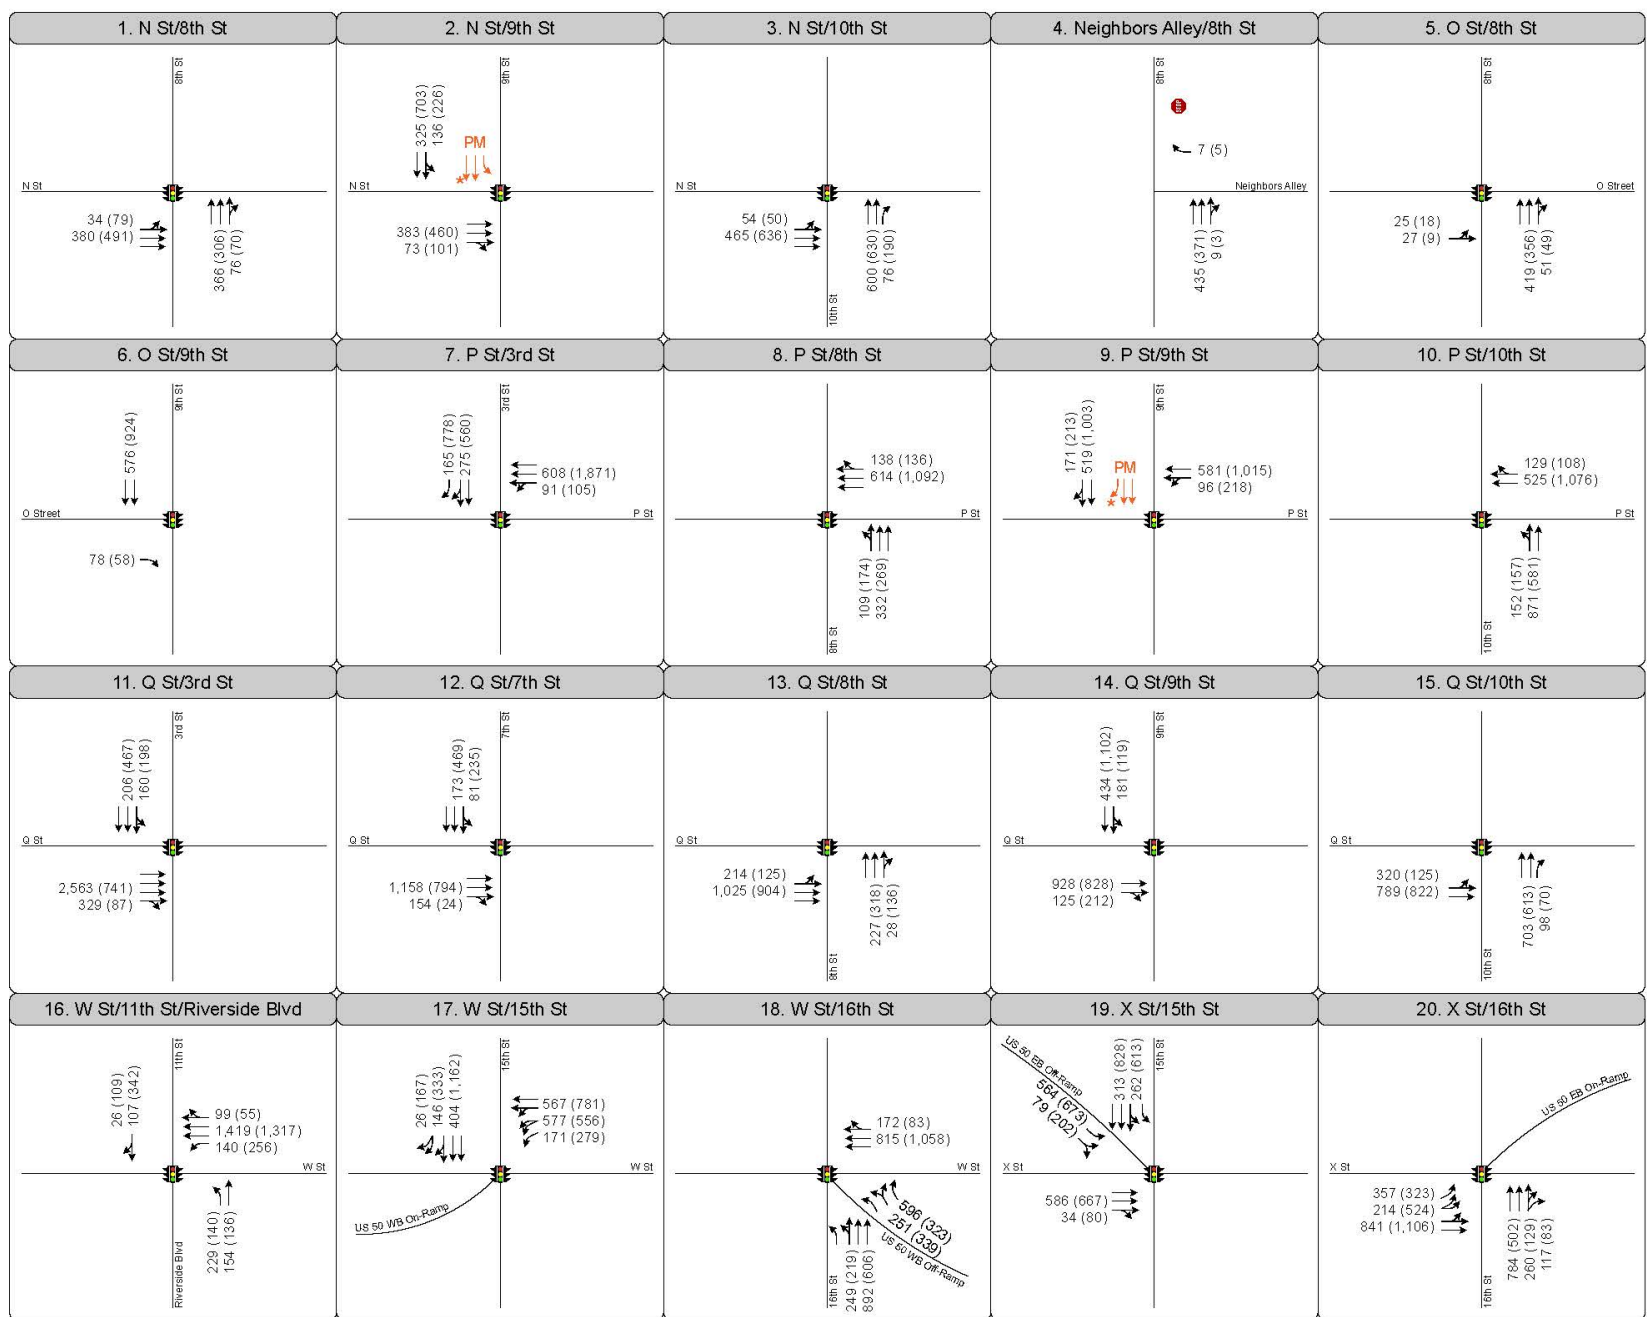 1. N St/8th St
8th St
N St
34 (79)
380 (491)
366 (306)
76 (70)
2. N St/9th St
9th St
325 (703)
136 (226)
PM
*
N St
383 (460)
73 (101)
3. N St/10th St
N St
54 (50)
465 (636)
600 (630)
76 (190)
10th St
4. Neighbors Alley/8th St
8th St
STOP
7 (5)
Neighbors Alley
435 (371)
9 (3)
5. O St/8th St
8th St
O Street
25 (18)
27 (9)
419 (356)
51 (49)
6. O St/9th St
9th St
576 (924)
O Street
78 (58)
7. P St/3rd St
3rd St
165 (778)
275 (560)
608 (1,871)
91 (105)
P St
8. P St/8th St
138 (136)
614 (1,092)
P St
109 (174)
332 (269)
8th St
9. P St/9th St
9th St
171 (213)
519 (1,003)
PM
*
581 (1,015)
96 (218)
P St
10. P St/10th St
129 (108)
525 (1,076)
P St
152 (157)
871 (581)
10th St
11. Q St/3rd St
3rd St
206 (467)
160 (198)
Q St
2,563 (741)
329 (87)
12. Q St/7th St
7th St
173 (469)
81 (235)
Q St
1,158 (794)
154 (24)
13. Q St/8th St
Q St
214 (125)
1,025 (904)
227 (318)
28 (136)
8th St
14. Q St/9th St
9th St
434 (1,102)
181 (119)
Q St
928 (828)
125 (212)
15. Q St/10th St
Q St
320 (125)
789 (822)
703 (613)
98 (70)
10th St
16. W St/11th St/Riverside Blvd
11th St
26 (109)
107 (342)
99 (55)
1,419 (1,317)
140 (256)
W St
229 (140)
154 (136)
Riverside Blvd
17. W St/15th St
15th St
26 (167)
146 (333)
404 (1,162)
567 (781)
577 (556)
171 (279)
W St
US 50 WB On-Ramp
18. W St/16th St
172 (83)
815 (1,058)
W St
596 (323)
251 (339)
US 50 WB Off-Ramp
249 (219)
892 (606)
16th St
19. X St/15th St
US 50 EB Off-Ramp
564 (673)
79 (202)
313 (828)
262 (613)
15th St
X St
586 (667)
34 (80)
20. X St/16th St
US 50 EB On-Ramp
X St
357 (323)
214 (524)
841 (1,106)
784 (502)
260 (129)
117 (83)
16th St